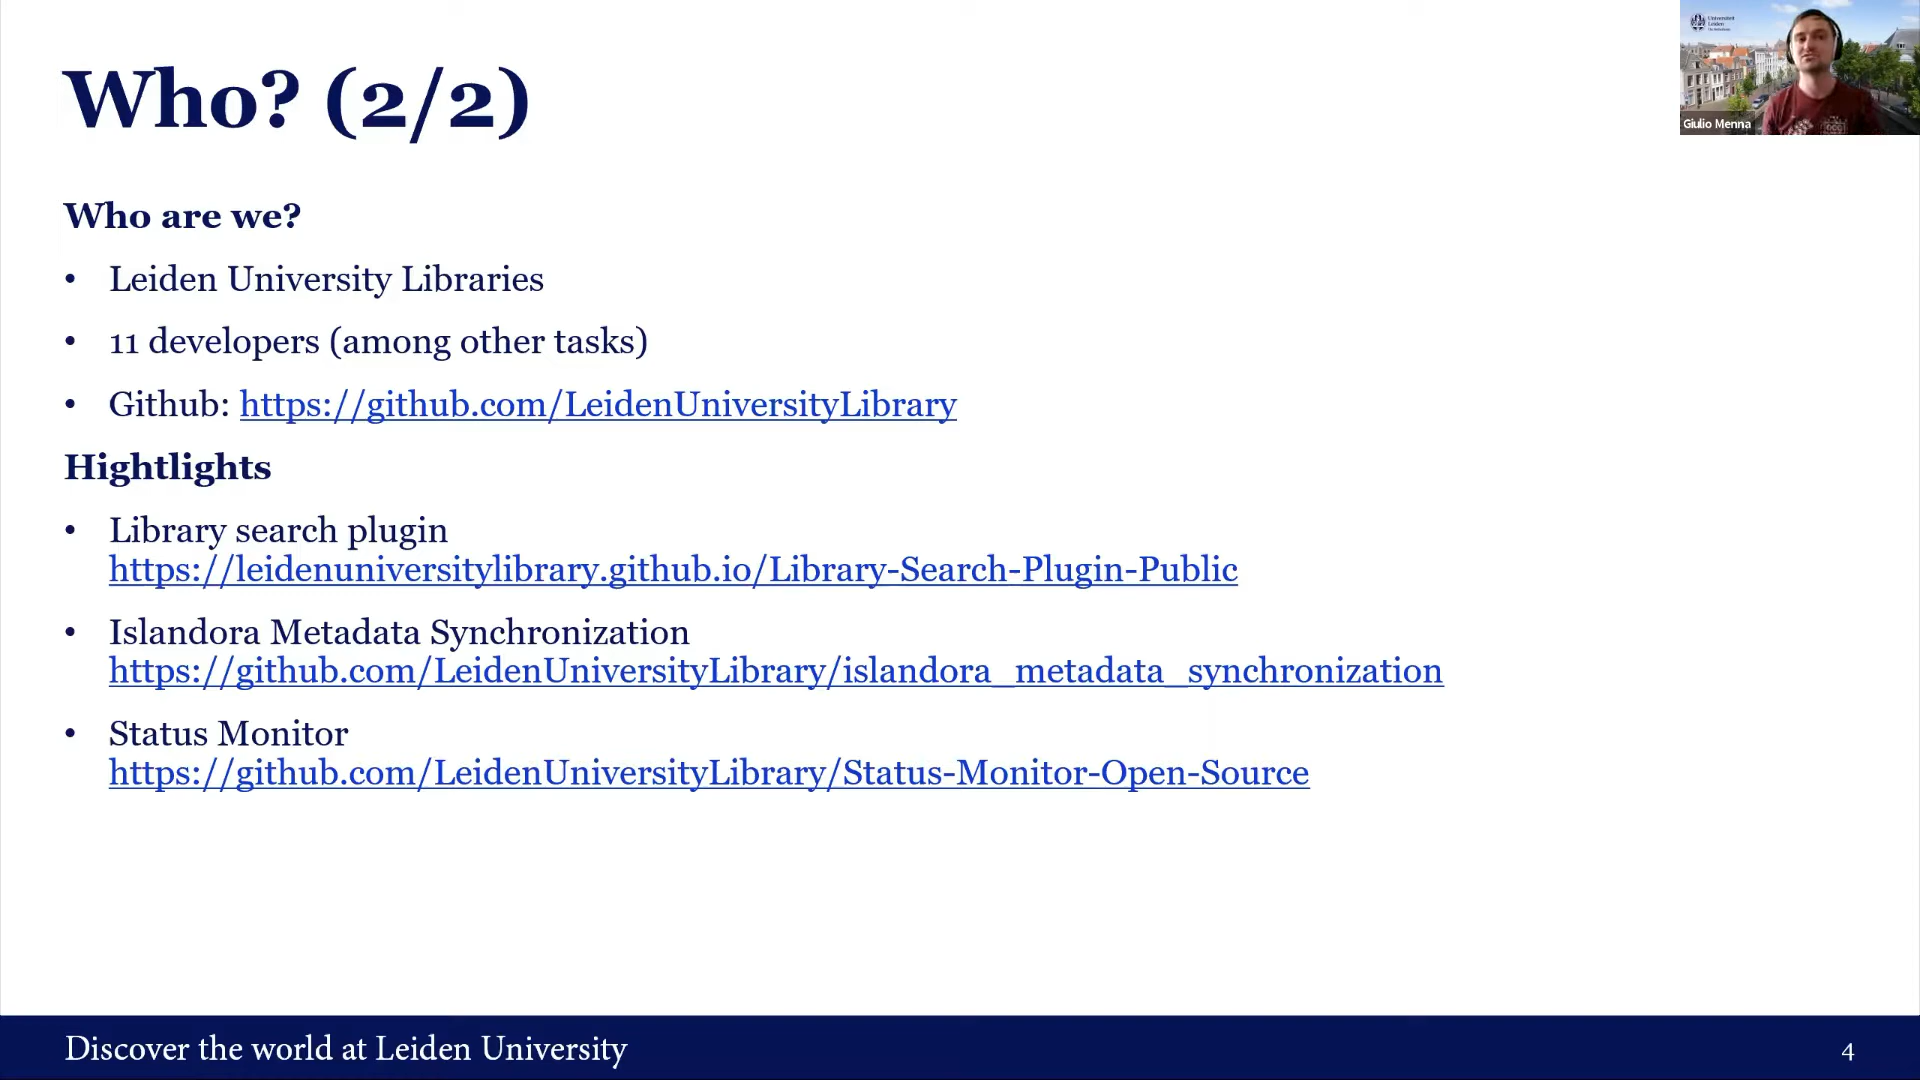 Who? (2/2)
Universiteit
Leiden
Giulio Menna
Who are we?
• Leiden University Libraries
• 11 developers (among other tasks)
• Github: https://github.com/LeidenUniversityLibrary
Hightlights
• Library search plugin
https://leidenuniversitylibrary.github.io/Library-Search-Plugin-Public
• Islandora Metadata Synchronization
https://github.com/LeidenUniversityLibrary/islandora_metadata_synchronization
• Status Monitor
https://github.com/LeidenUniversityLibrary/Status-Monitor-Open-Source
Discover the world at Leiden University
4